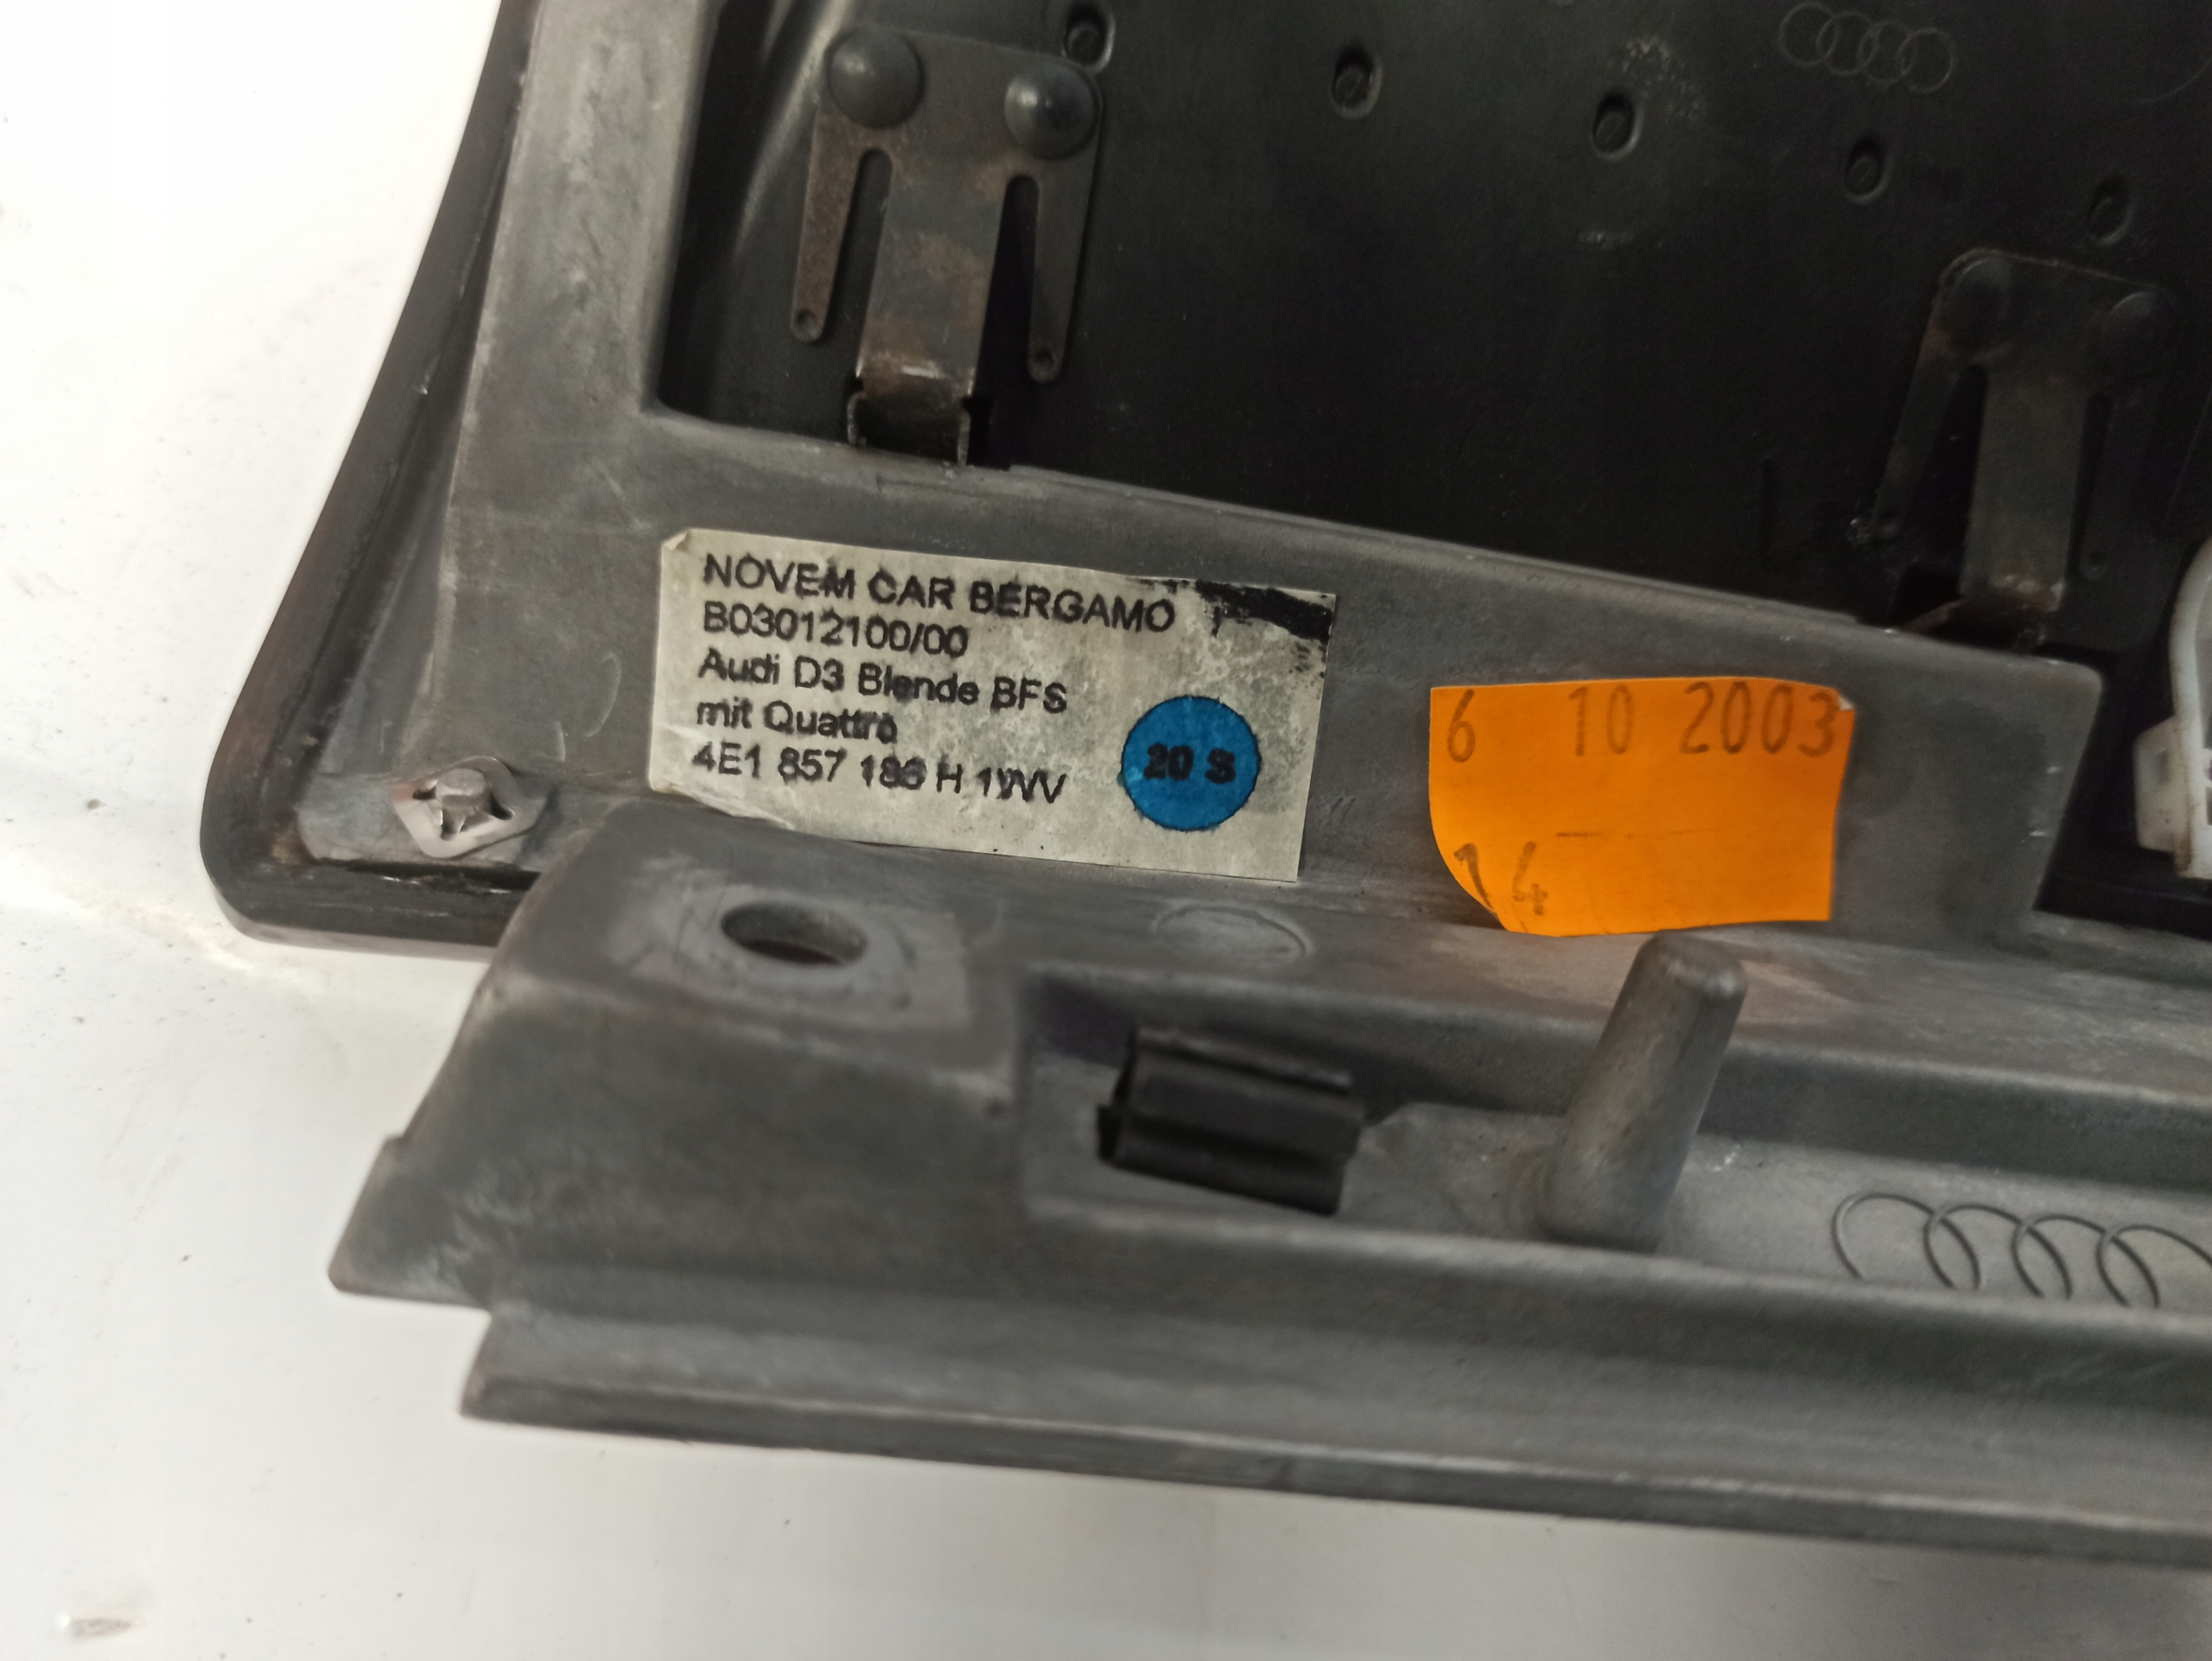 NOVEM CAR BERGAMO
B03012100/00
Audi D3 Blende BFS
mit Quattro
4E1 857 186 H 1WV
20 S
6 10 2003
14